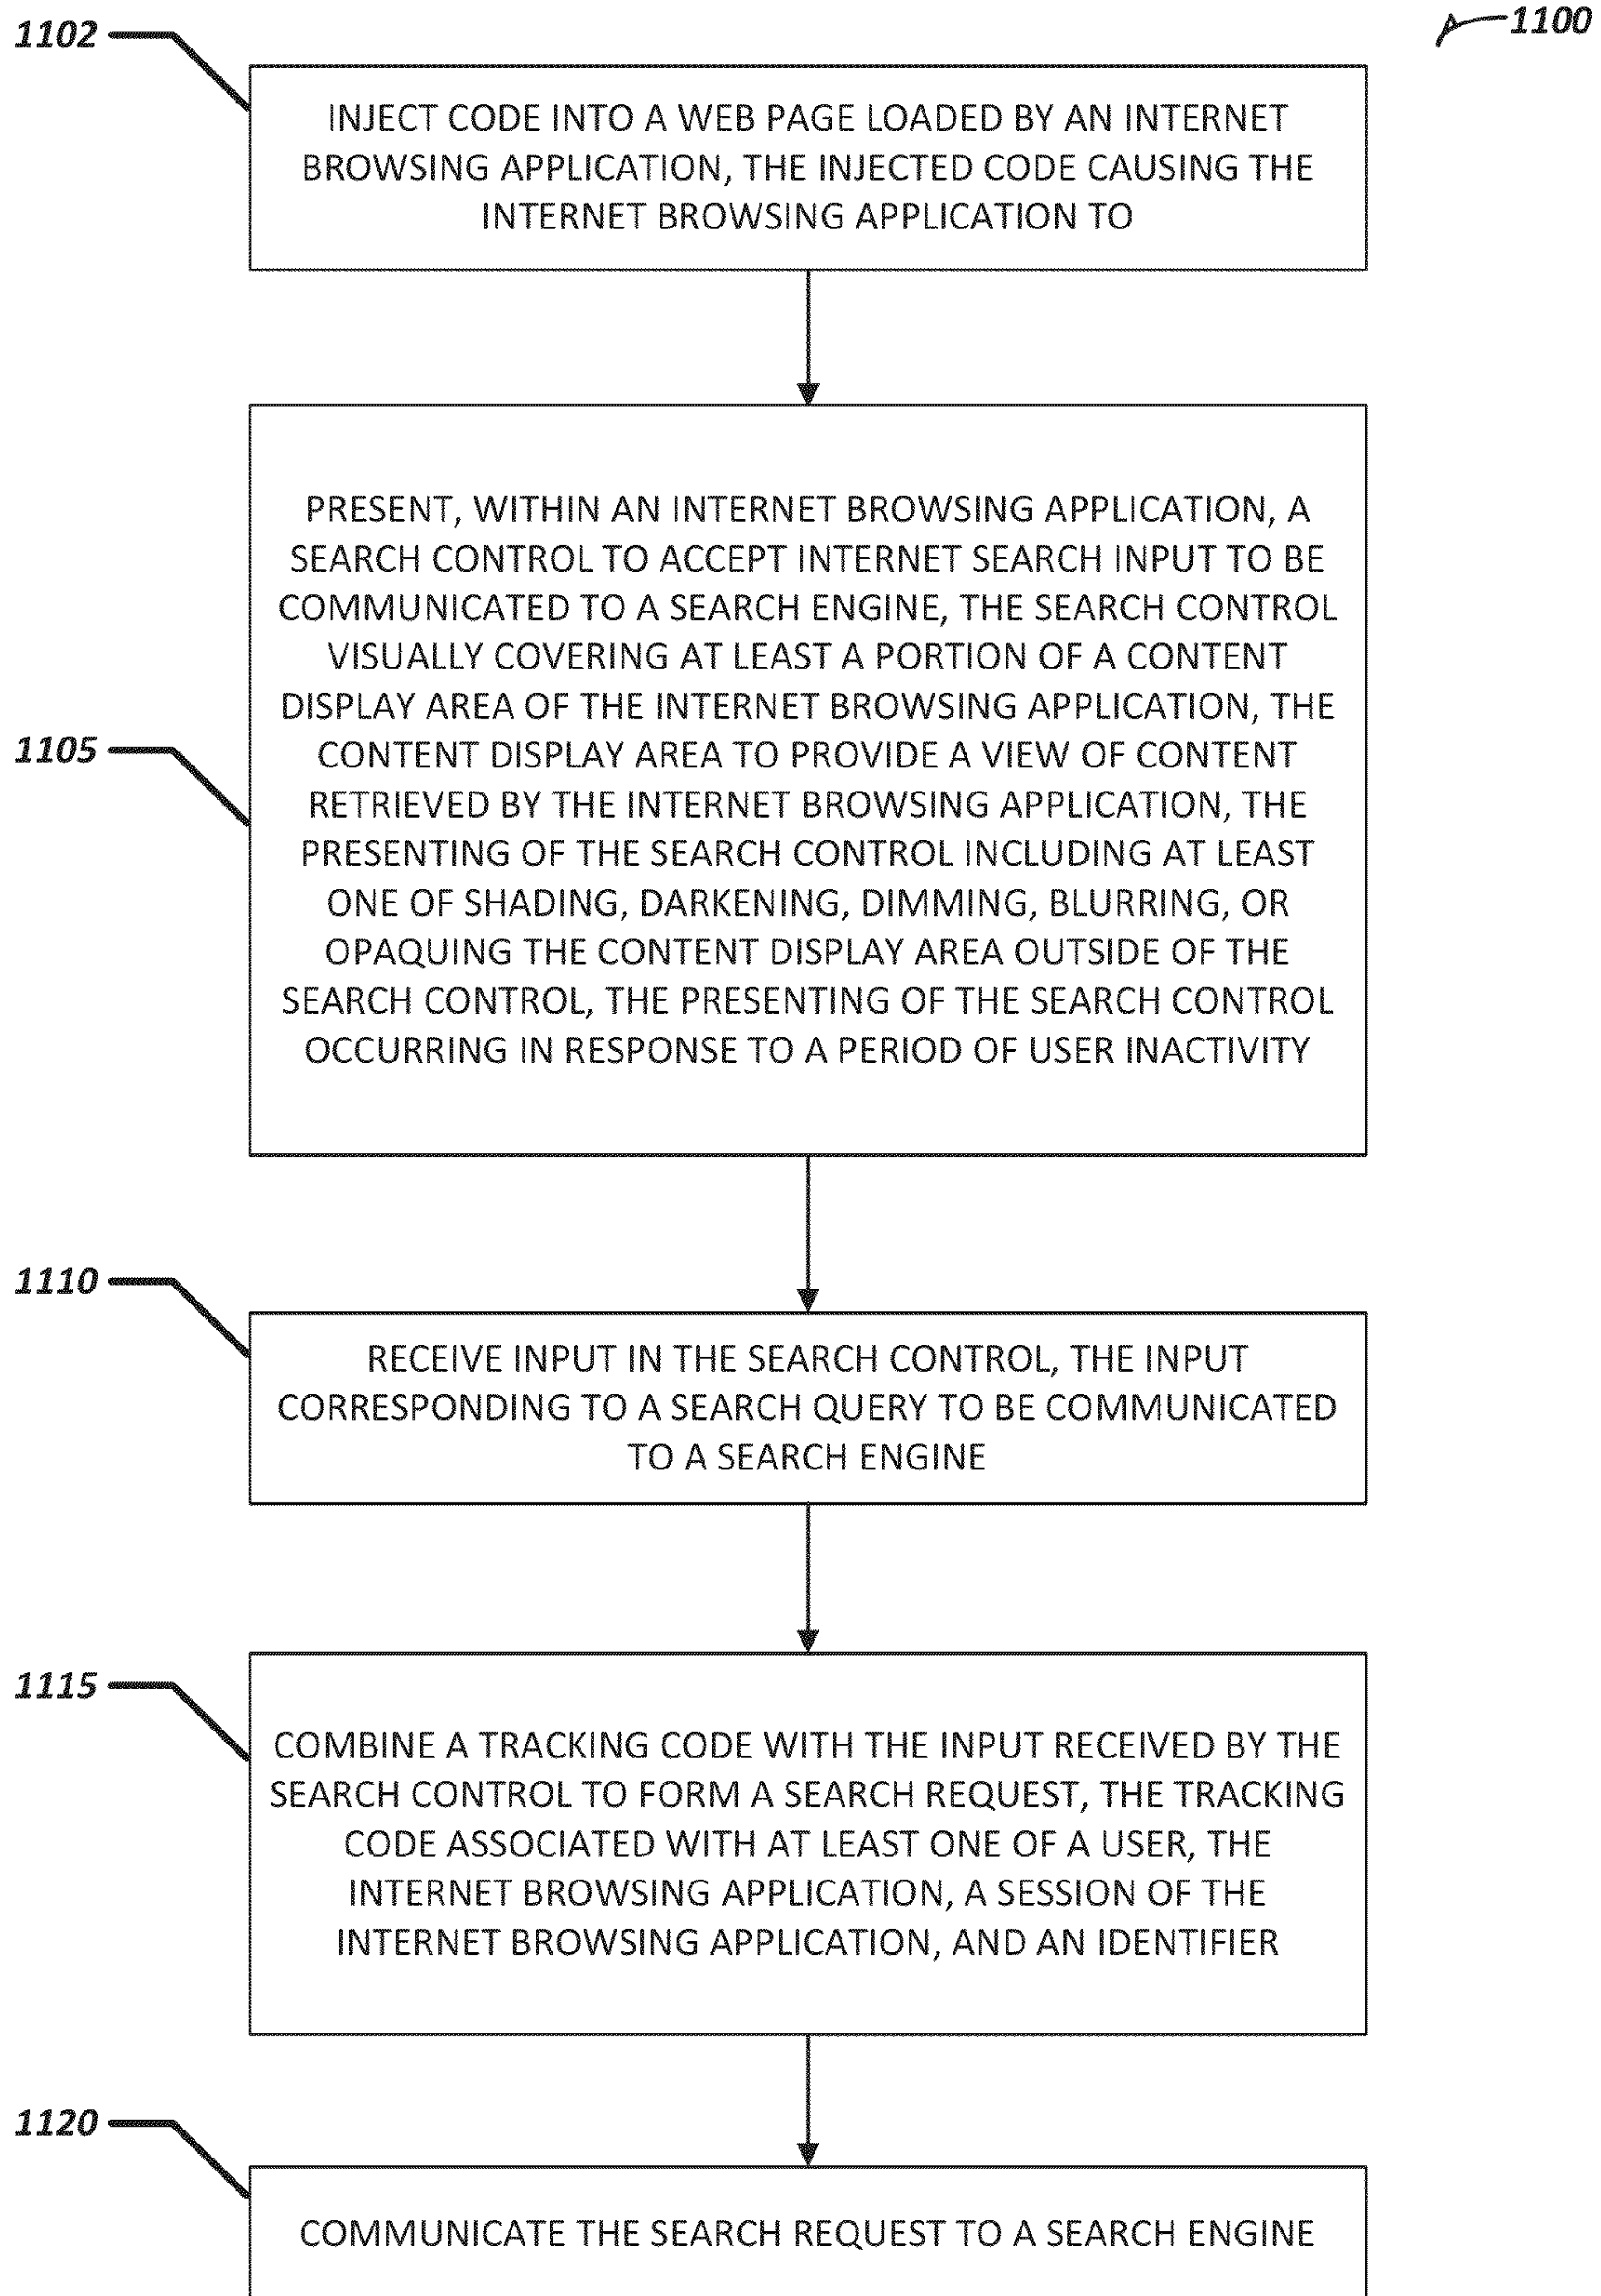 1100
1102
INJECT CODE INTO A WEB PAGE LOADED BY AN INTERNET
BROWSING APPLICATION, THE INJECTED CODE CAUSING THE
INTERNET BROWSING APPLICATION TO
1105
PRESENT, WITHIN AN INTERNET BROWSING APPLICATION, A
SEARCH CONTROL TO ACCEPT INTERNET SEARCH INPUT TO BE
COMMUNICATED TO A SEARCH ENGINE, THE SEARCH CONTROL
VISUALLY COVERING AT LEAST A PORTION OF A CONTENT
DISPLAY AREA OF THE INTERNET BROWSING APPLICATION, THE
CONTENT DISPLAY AREA TO PROVIDE A VIEW OF CONTENT
RETRIEVED BY THE INTERNET BROWSING APPLICATION, THE
PRESENTING OF THE SEARCH CONTROL INCLUDING AT LEAST
ONE OF SHADING, DARKENING, DIMMING, BLURRING, OR
OPAQUING THE CONTENT DISPLAY AREA OUTSIDE OF THE
SEARCH CONTROL, THE PRESENTING OF THE SEARCH CONTROL
OCCURRING IN RESPONSE TO A PERIOD OF USER INACTIVITY
1110
RECEIVE INPUT IN THE SEARCH CONTROL, THE INPUT
CORRESPONDING TO A SEARCH QUERY TO BE COMMUNICATED
TO A SEARCH ENGINE
1115
COMBINE A TRACKING CODE WITH THE INPUT RECEIVED BY THE
SEARCH CONTROL TO FORM A SEARCH REQUEST, THE TRACKING
CODE ASSOCIATED WITH AT LEAST ONE OF A USER, THE
INTERNET BROWSING APPLICATION, A SESSION OF THE
INTERNET BROWSING APPLICATION, AND AN IDENTIFIER
1120
COMMUNICATE THE SEARCH REQUEST TO A SEARCH ENGINE